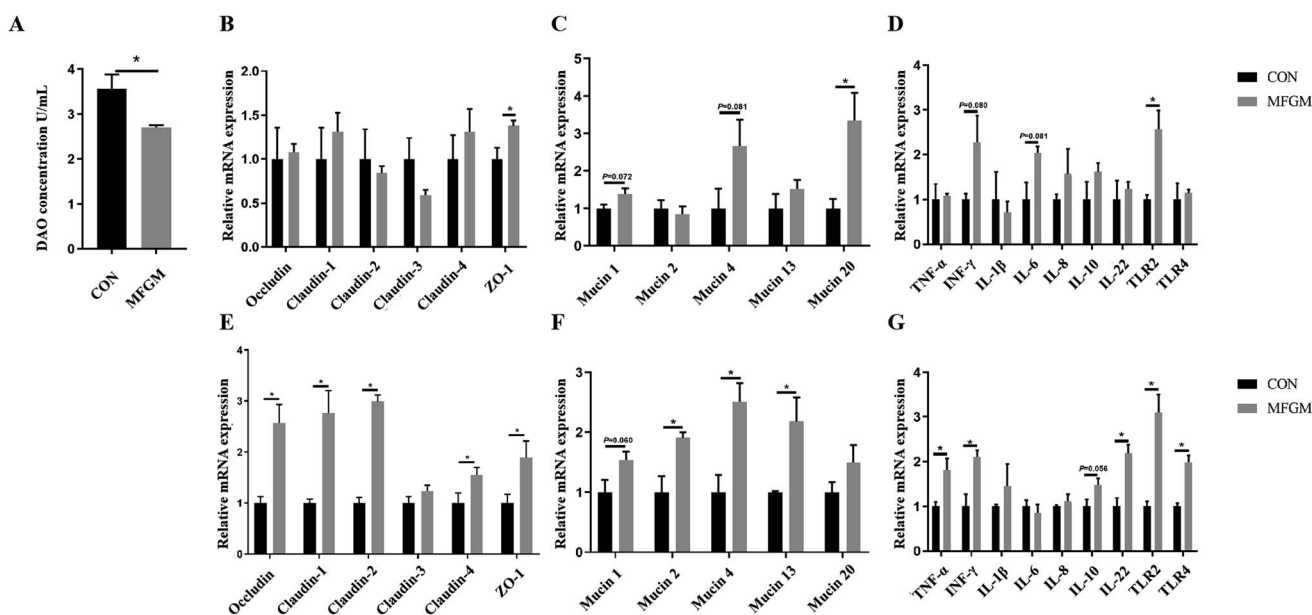 A
DAO concentration U/mL
4
3
2
1
0
*
CON
MFGM
B
Relative mRNA expression
2.0
1.5
1.0
0.5
0.0
*
Occludin
Claudin-1
Claudin-2
Claudin-3
Claudin-4
ZO-1
C
Relative mRNA expression
5
4
3
2
1
0
P=0.072
P=0.081
*
Mucin 1
Mucin 2
Mucin 4
Mucin 13
Mucin 20
D
Relative mRNA expression
4
3
2
1
0
P=0.080
P=0.081
*
TNF-α
INF-γ
IL-1β
IL-6
IL-8
IL-10
IL-22
TLR2
TLR4
CON
MFGM
E
Relative mRNA expression
4
3
2
1
0
*
*
*
*
*
Occludin
Claudin-1
Claudin-2
Claudin-3
Claudin-4
ZO-1
F
Relative mRNA expression
3
2
1
0
P=0.060
*
*
*
Mucin 1
Mucin 2
Mucin 4
Mucin 13
Mucin 20
G
Relative mRNA expression
4
3
2
1
0
*
*
P=0.056
*
*
*
TNF-α
INF-γ
IL-1β
IL-6
IL-8
IL-10
IL-22
TLR2
TLR4
CON
MFGM